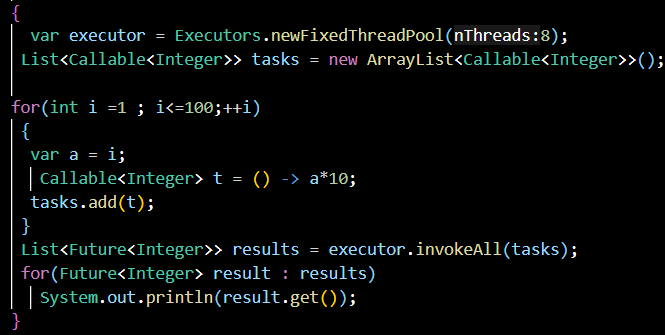 {
var executor = Executors.newFixedThreadPool(nThreads:8);
List<Callable<Integer>> tasks = new ArrayList<Callable<Integer>>();
for(int i =1 ; i<=100;++i)
{
var a = i;
Callable<Integer> t = () -> a*10;
tasks.add(t);
}
List<Future<Integer>> results = executor.invokeAll(tasks);
for(Future<Integer> result : results)
System.out.println(result.get());
}